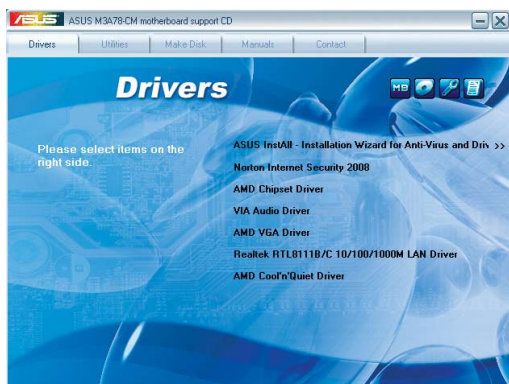 ASUS ASUS M3A78-CM motherboard support CD
Drivers Utilities Make Disk Manuals Contact
Drivers
MB
Please select items on the right side.
ASUS InstAll - Installation Wizard for Anti-Virus and Driv >>
Norton Internet Security 2008
AMD Chipset Driver
VIA Audio Driver
AMD VGA Driver
Realtek RTL8111B/C 10/100/1000M LAN Driver
AMD Cool'n'Quiet Driver